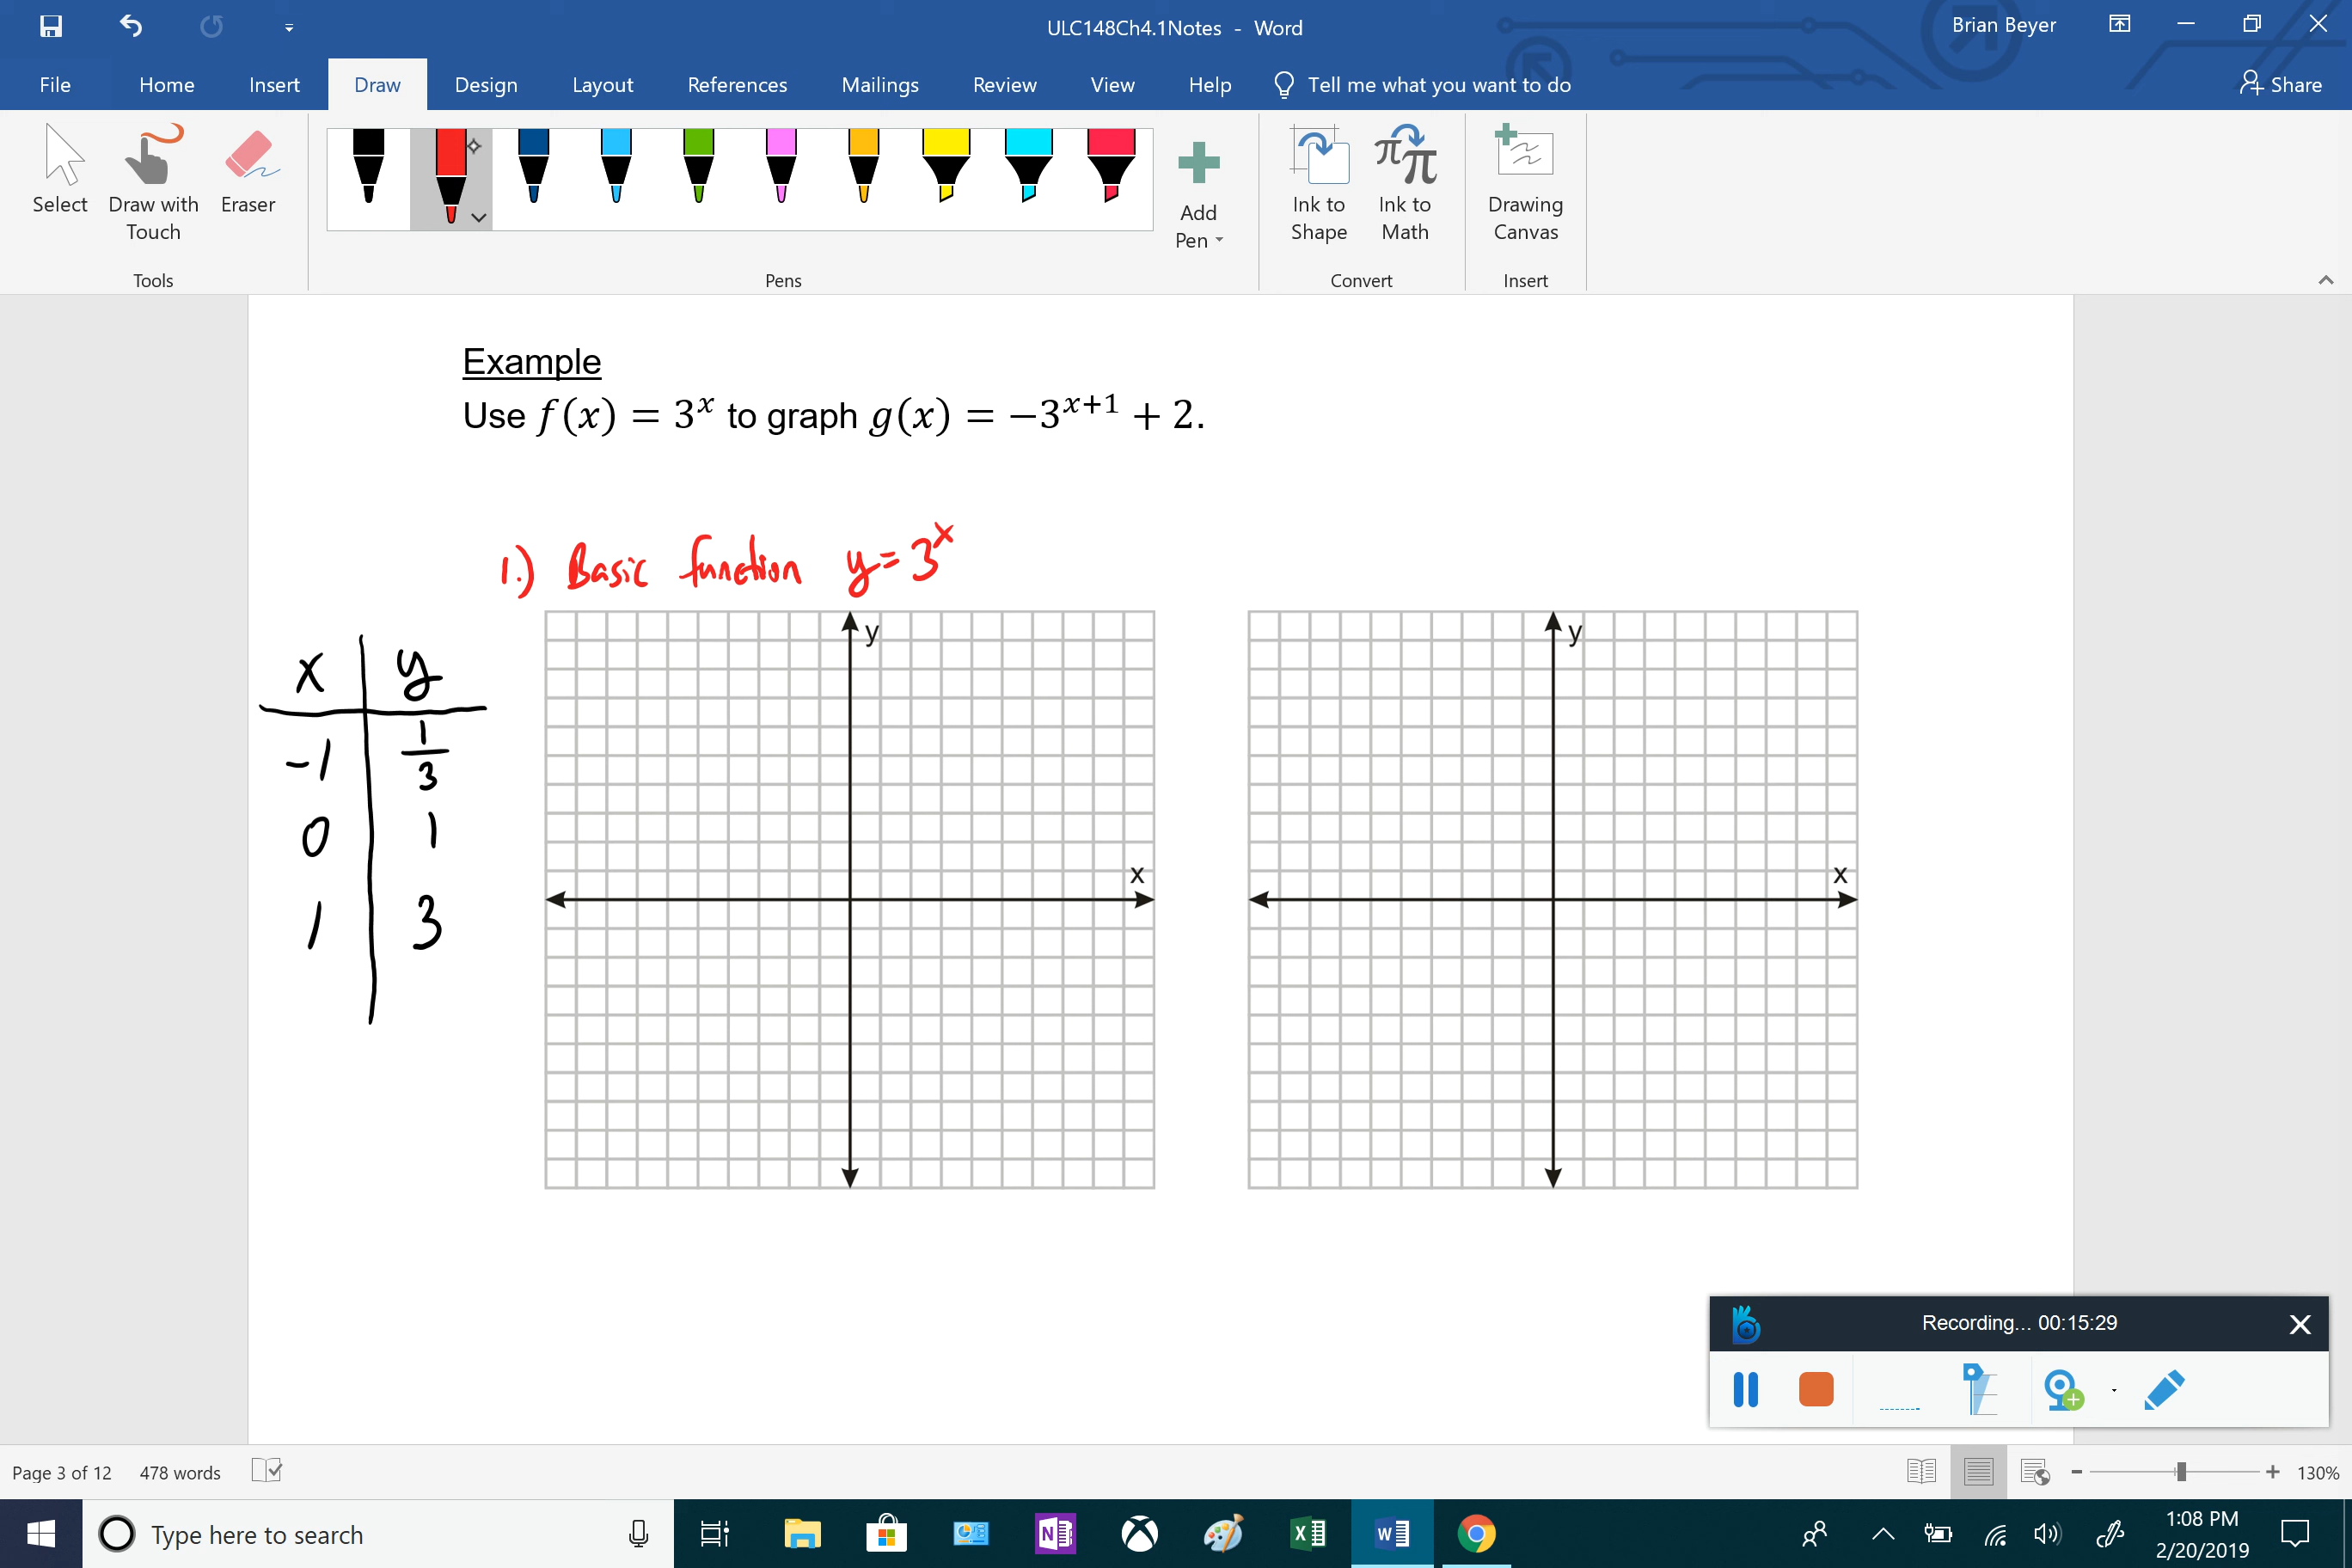 ULC148Ch4.1Notes - Word
Brian Beyer
File Home Insert Draw Design Layout References Mailings Review View Help Tell me what you want to do Share
Select Draw with Touch Eraser
Add Pen
Ink to Shape
Ink to Math
Drawing Canvas
Tools Pens Convert Insert
Example
Use f(x) = 3^x to graph g(x) = −3^{x+1} + 2.
1.) Basic function y = 3^x
x y
-1 1/3
0 1
1 3
y
x
y
x
Recording... 00:15:29
Page 3 of 12 478 words
130%
Type here to search
1:08 PM
2/20/2019